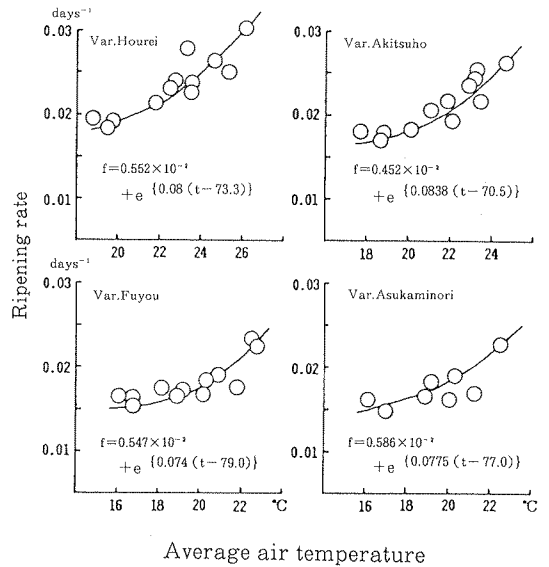 days⁻¹
0.03
Var.Hourei
0.02
f=0.552×10⁻²
+e {0.08 (t−73.3)}
0.01
20 22 24 26
0.03
Var.Akitsuho
0.02
f=0.452×10⁻²
+e {0.0838 (t−70.5)}
0.01
16 18 20 22 24
Ripening rate
days⁻¹
0.03
Var.Fuyou
0.02
f=0.547×10⁻²
+e {0.074 (t−79.0)}
0.01
16 18 20 22 °C
0.03
Var.Asukaminori
0.02
f=0.586×10⁻²
+e {0.0775 (t−77.0)}
0.01
16 18 20 22 °C
Average air temperature